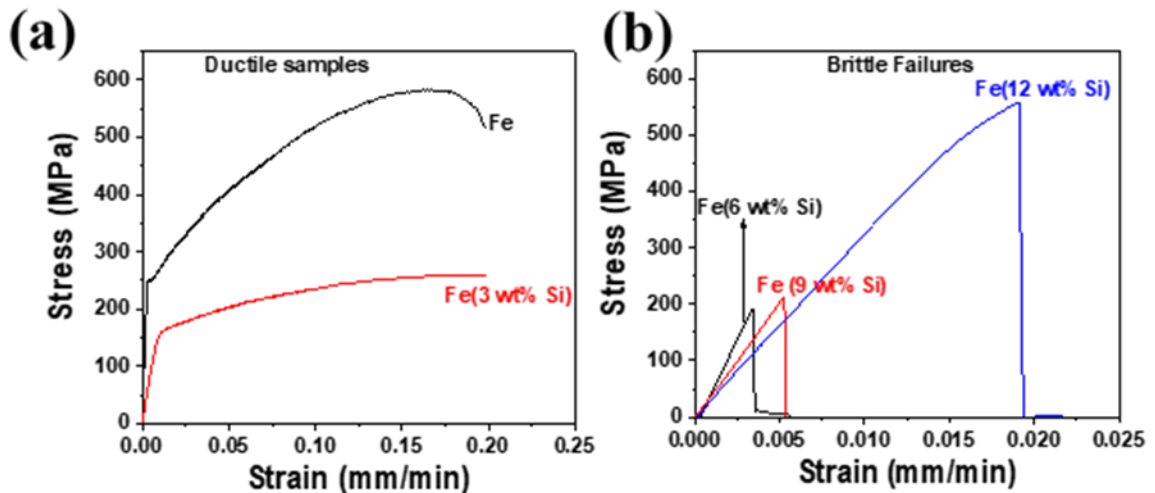 (a)
Ductile samples
600
500
400
300
200
100
0
Stress (MPa)
Fe
Fe(3 wt% Si)
0.00 0.05 0.10 0.15 0.20 0.25
Strain (mm/min)
(b)
Brittle Failures
600
500
400
300
200
100
0
Stress (MPa)
Fe(12 wt% Si)
Fe(6 wt% Si)
Fe (9 wt% Si)
0.000 0.005 0.010 0.015 0.020 0.025
Strain (mm/min)